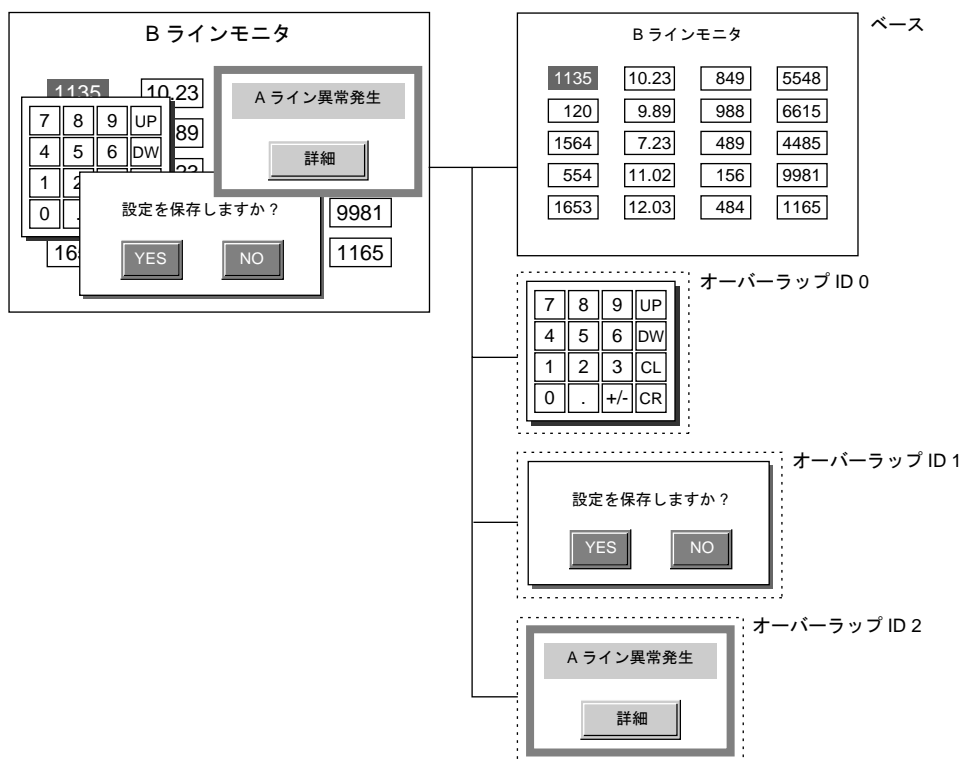 B ラインモニタ
1135 10.23
A ライン異常発生
詳細
7 8 9 UP
89
4 5 6 DW
1 2
0 .
設定を保存しますか？
YES NO
9981
16
1165
ベース
B ラインモニタ
1135 10.23 849 5548
120 9.89 988 6615
1564 7.23 489 4485
554 11.02 156 9981
1653 12.03 484 1165
オーバーラップ ID 0
7 8 9 UP
4 5 6 DW
1 2 3 CL
0 . +/- CR
オーバーラップ ID 1
設定を保存しますか？
YES NO
オーバーラップ ID 2
A ライン異常発生
詳細